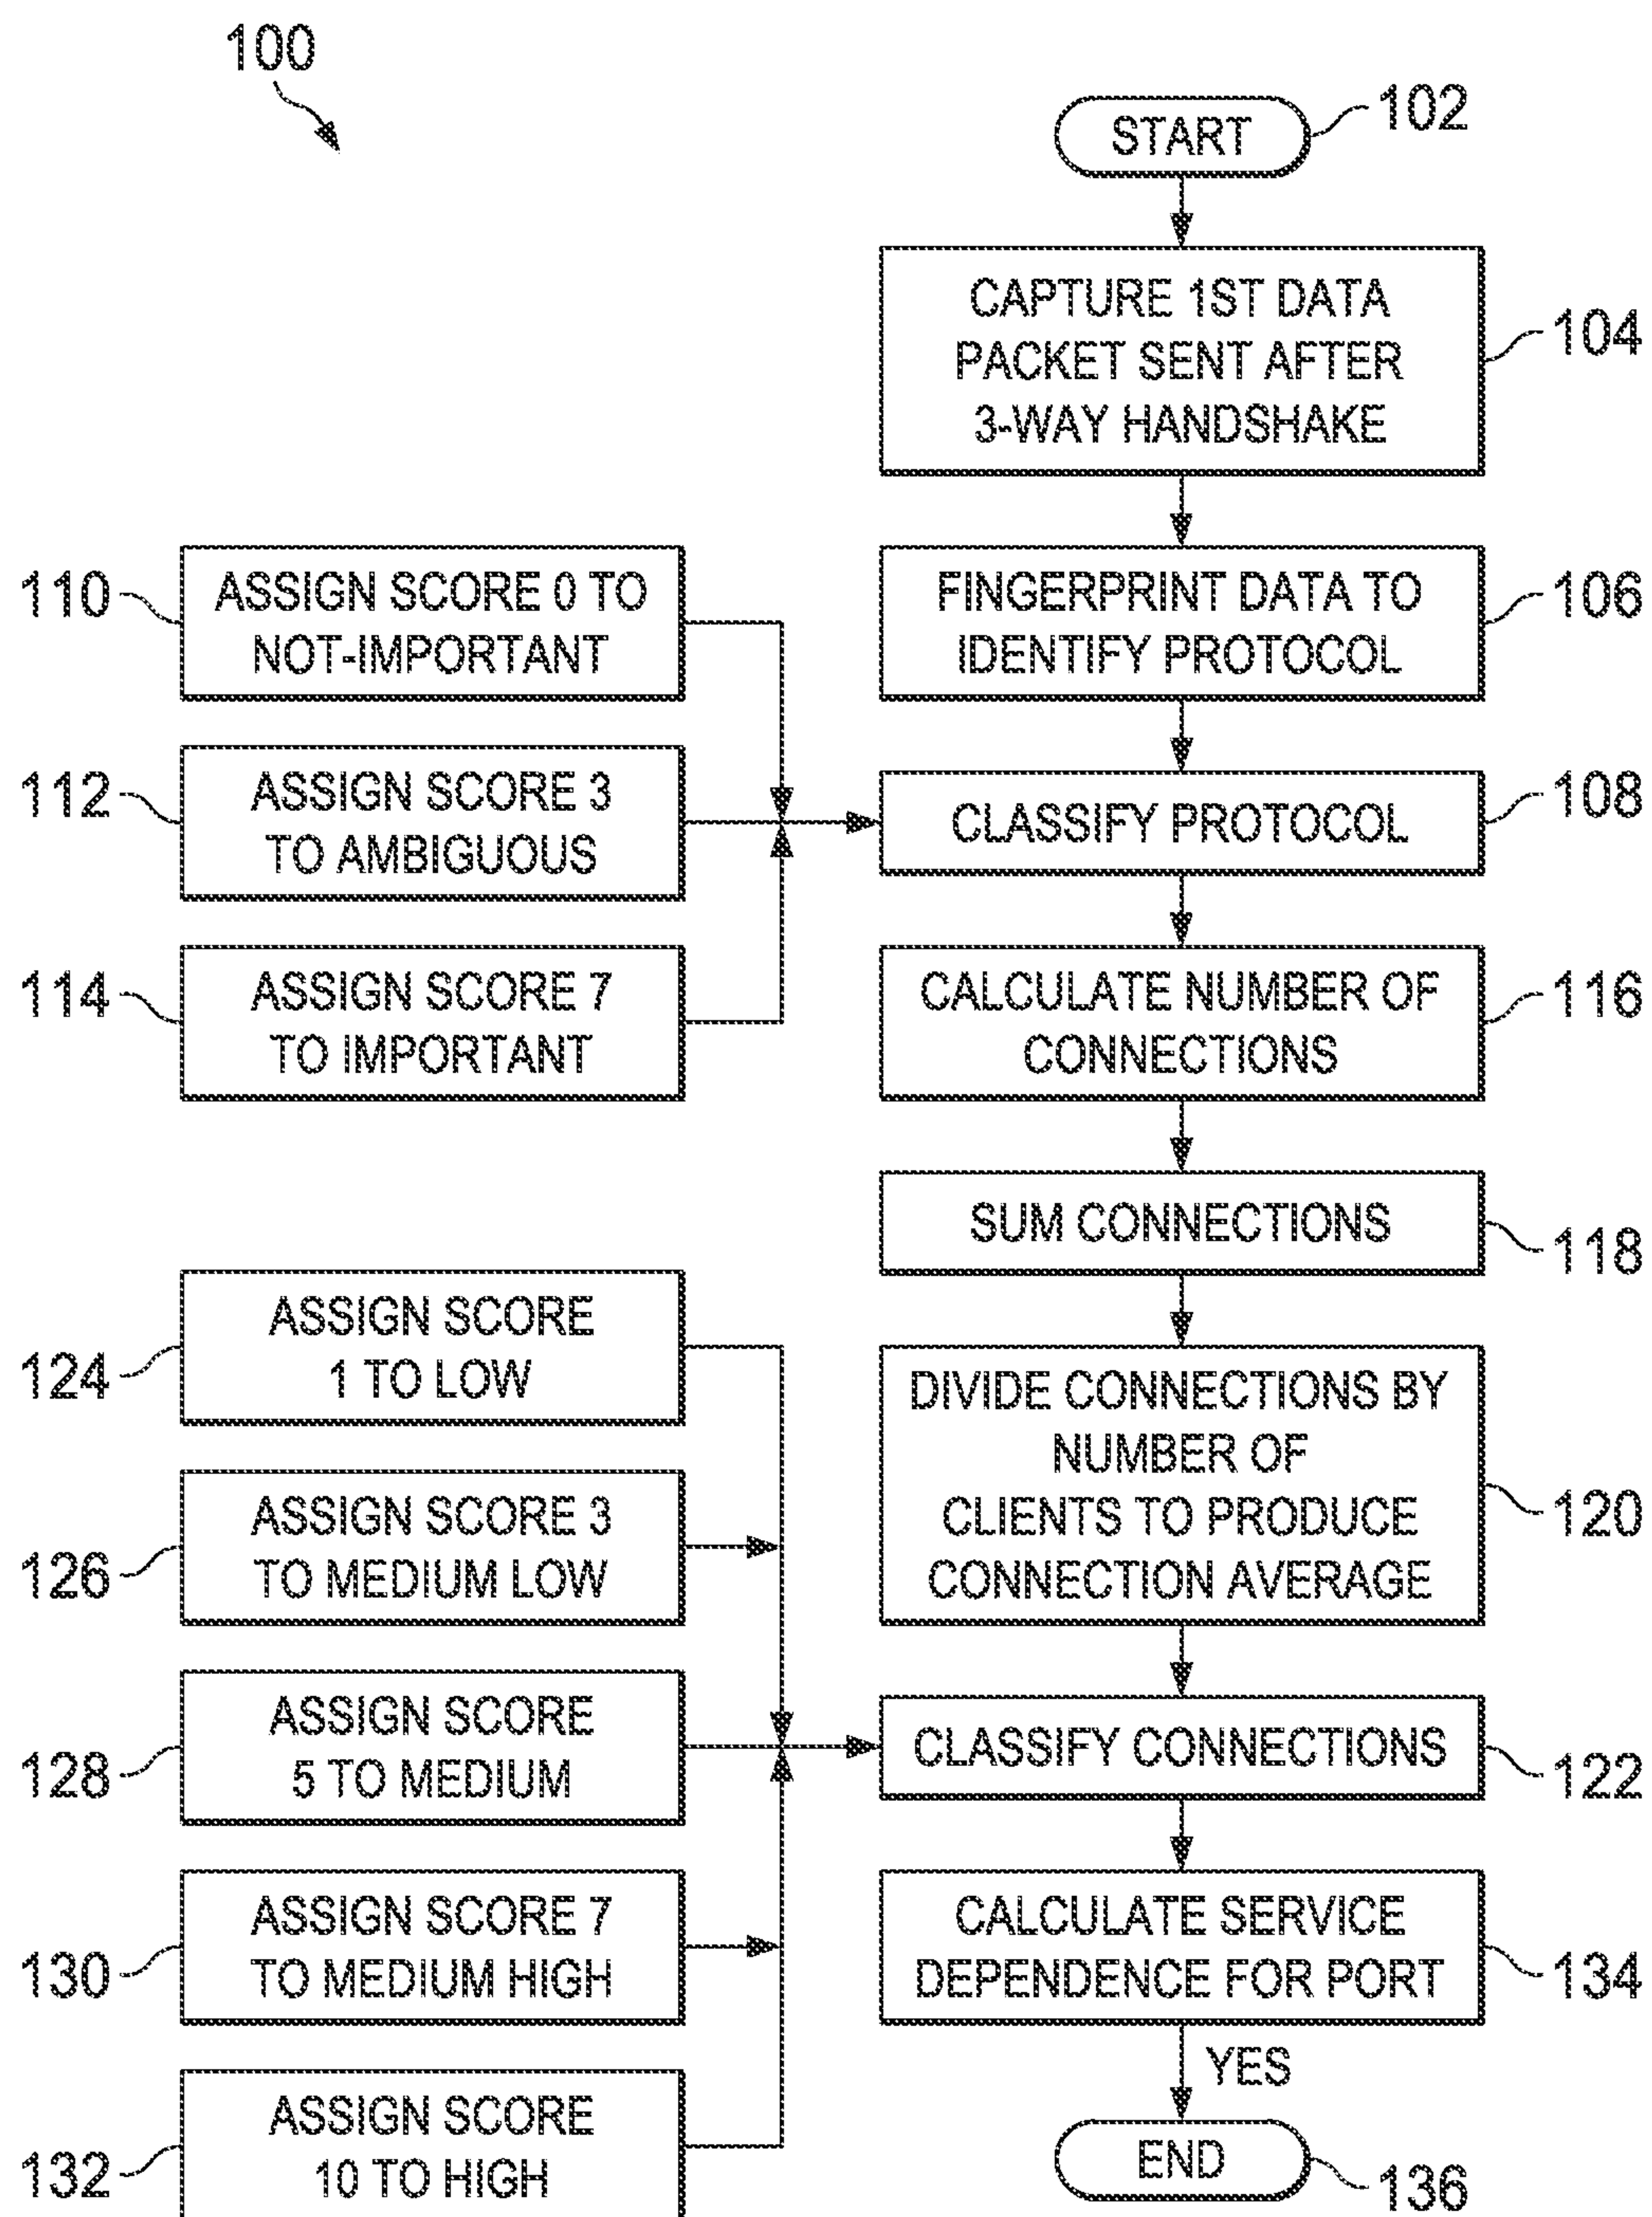 100
START
102
CAPTURE 1ST DATA
PACKET SENT AFTER
3-WAY HANDSHAKE
104
FINGERPRINT DATA TO
IDENTIFY PROTOCOL
106
110
ASSIGN SCORE 0 TO
NOT-IMPORTANT
112
ASSIGN SCORE 3
TO AMBIGUOUS
CLASSIFY PROTOCOL
108
114
ASSIGN SCORE 7
TO IMPORTANT
CALCULATE NUMBER OF
CONNECTIONS
116
SUM CONNECTIONS
118
124
ASSIGN SCORE
1 TO LOW
DIVIDE CONNECTIONS BY
NUMBER OF
CLIENTS TO PRODUCE
CONNECTION AVERAGE
120
126
ASSIGN SCORE 3
TO MEDIUM LOW
128
ASSIGN SCORE
5 TO MEDIUM
CLASSIFY CONNECTIONS
122
130
ASSIGN SCORE 7
TO MEDIUM HIGH
CALCULATE SERVICE
DEPENDENCE FOR PORT
134
YES
132
ASSIGN SCORE
10 TO HIGH
END
136